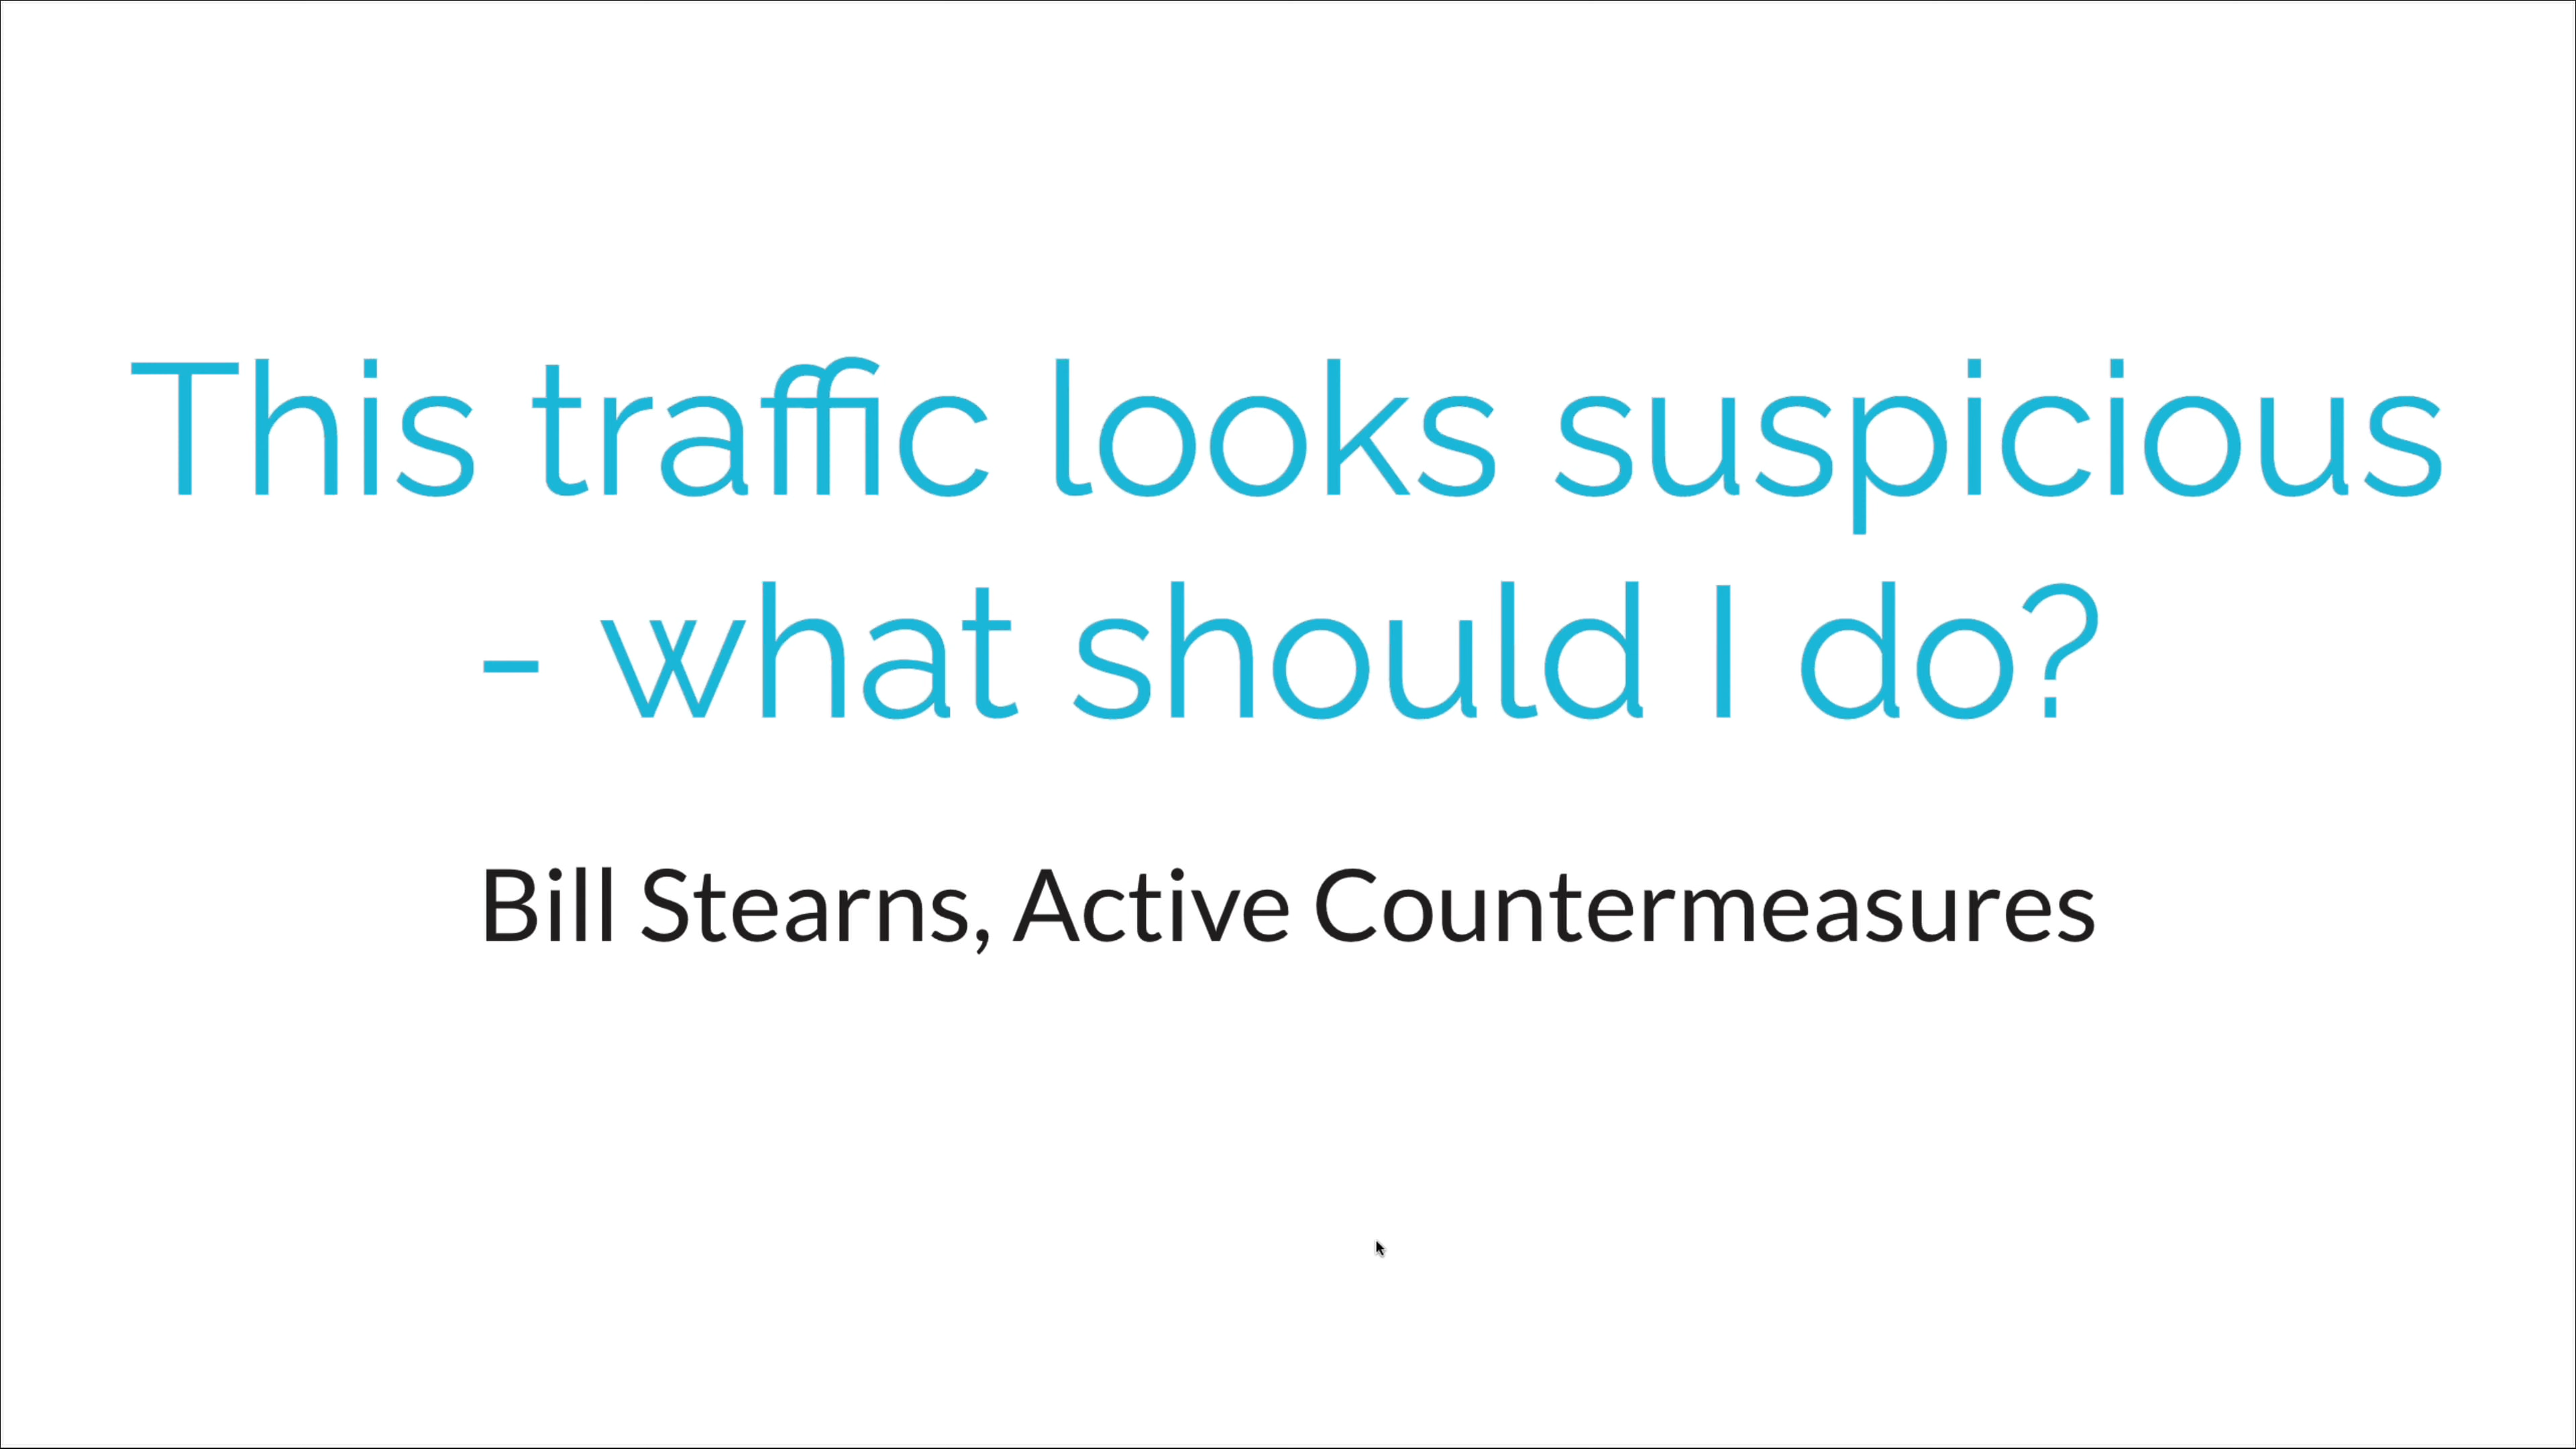 This traffic looks suspicious
- what should I do?
Bill Stearns, Active Countermeasures